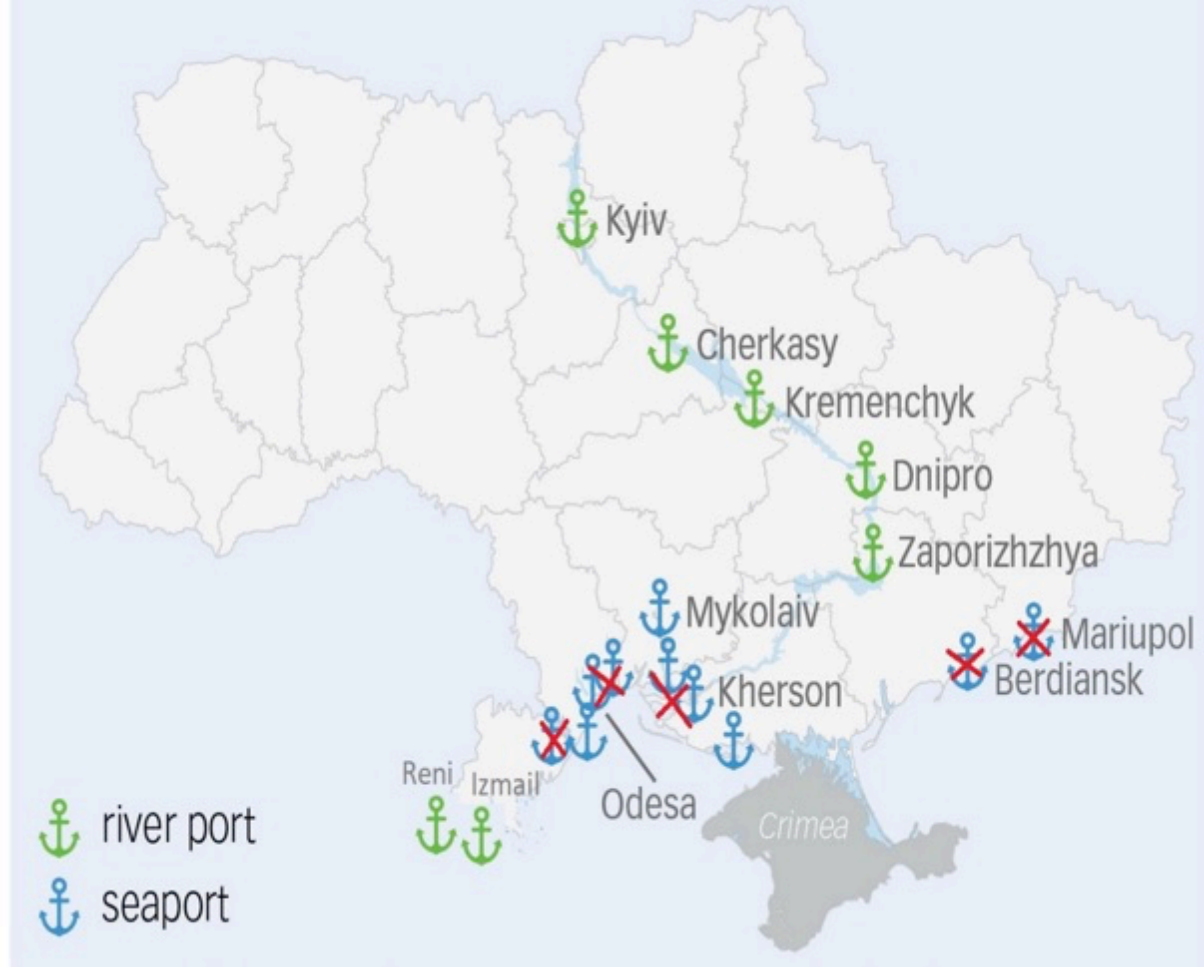 Kyiv
Cherkasy
Kremenchyk
Dnipro
Zaporizhzhya
Mykolaiv
Mariupol
Berdiansk
Kherson
Reni
Izmail
Odesa
Crimea
river port
seaport